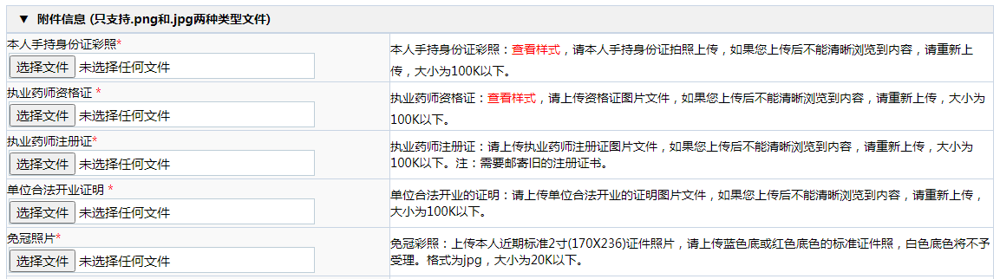 ▼ 附件信息 (只支持.png和.jpg两种类型文件)
本人手持身份证彩照*
选择文件 未选择任何文件
本人手持身份证彩照：查看样式，请本人手持身份证拍照上传，如果您上传后不能清晰浏览到内容，请重新上
传，大小为100K以下。
执业药师资格证 *
选择文件 未选择任何文件
执业药师资格证：查看样式，请上传资格证图片文件，如果您上传后不能清晰浏览到内容，请重新上传，大小为
100K以下。
执业药师注册证*
选择文件 未选择任何文件
执业药师注册证：请上传执业药师注册证图片文件，如果您上传后不能清晰浏览到内容，请重新上传，大小为
100K以下。注：需要邮寄旧的注册证书。
单位合法开业证明 *
选择文件 未选择任何文件
单位合法开业的证明：请上传单位合法开业的证明图片文件，如果您上传后不能清晰浏览到内容，请重新上传，
大小为100K以下。
免冠照片*
选择文件 未选择任何文件
免冠彩照：上传本人近期标准2寸(170X236)证件照片，请上传蓝色底或红色底色的标准证件照，白色底色将不予
受理。格式为jpg，大小为20K以下。